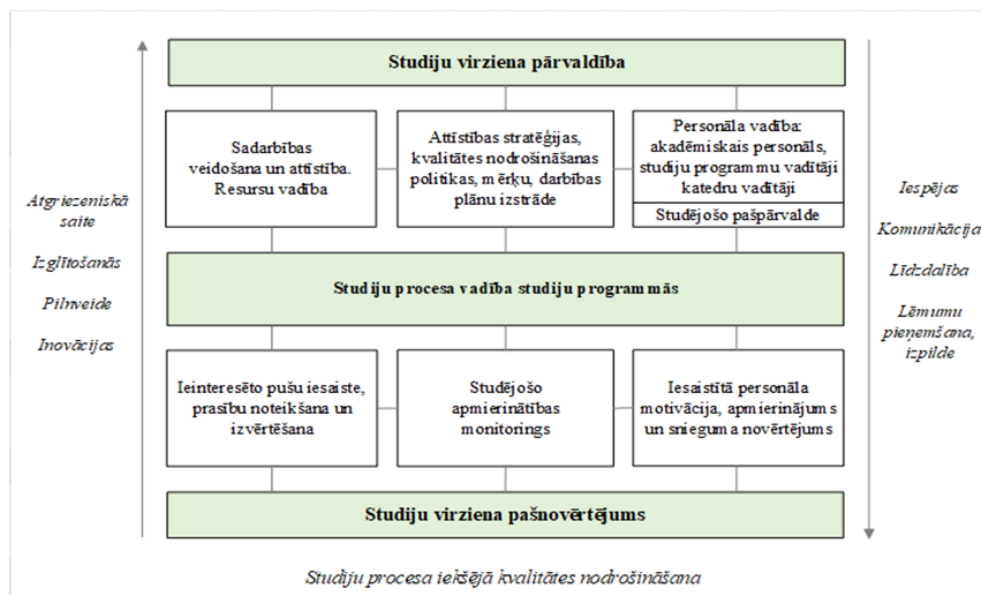 Studiju virziena pārvaldība
Sadarbības
veidošana un attīstība.
Resursu vadība
Attīstības stratēģijas,
kvalitātes nodrošināšanas
politikas, mērķu, darbības
plānu izstrāde
Personāla vadība:
akadēmiskais personāls,
studiju programmu vadītāji
katedru vadītāji
Studējošo pašpārvalde
Atgriezeniskā
saite
Izglītošanās
Pilnveide
Inovācijas
Iespējas
Komunikācija
Līdzdalība
Lēmumu
pieņemšana,
izpilde
Studiju procesa vadība studiju programmās
Ieinteresēto pušu iesaiste,
prasību noteikšana un
izvērtēšana
Studējošo
apmierinātības
monitorings
Iesaistītā personāla
motivācija, apmierinājums
un snieguma novērtējums
Studiju virziena pašnovērtējums
Studiju procesa iekšējā kvalitātes nodrošināšana